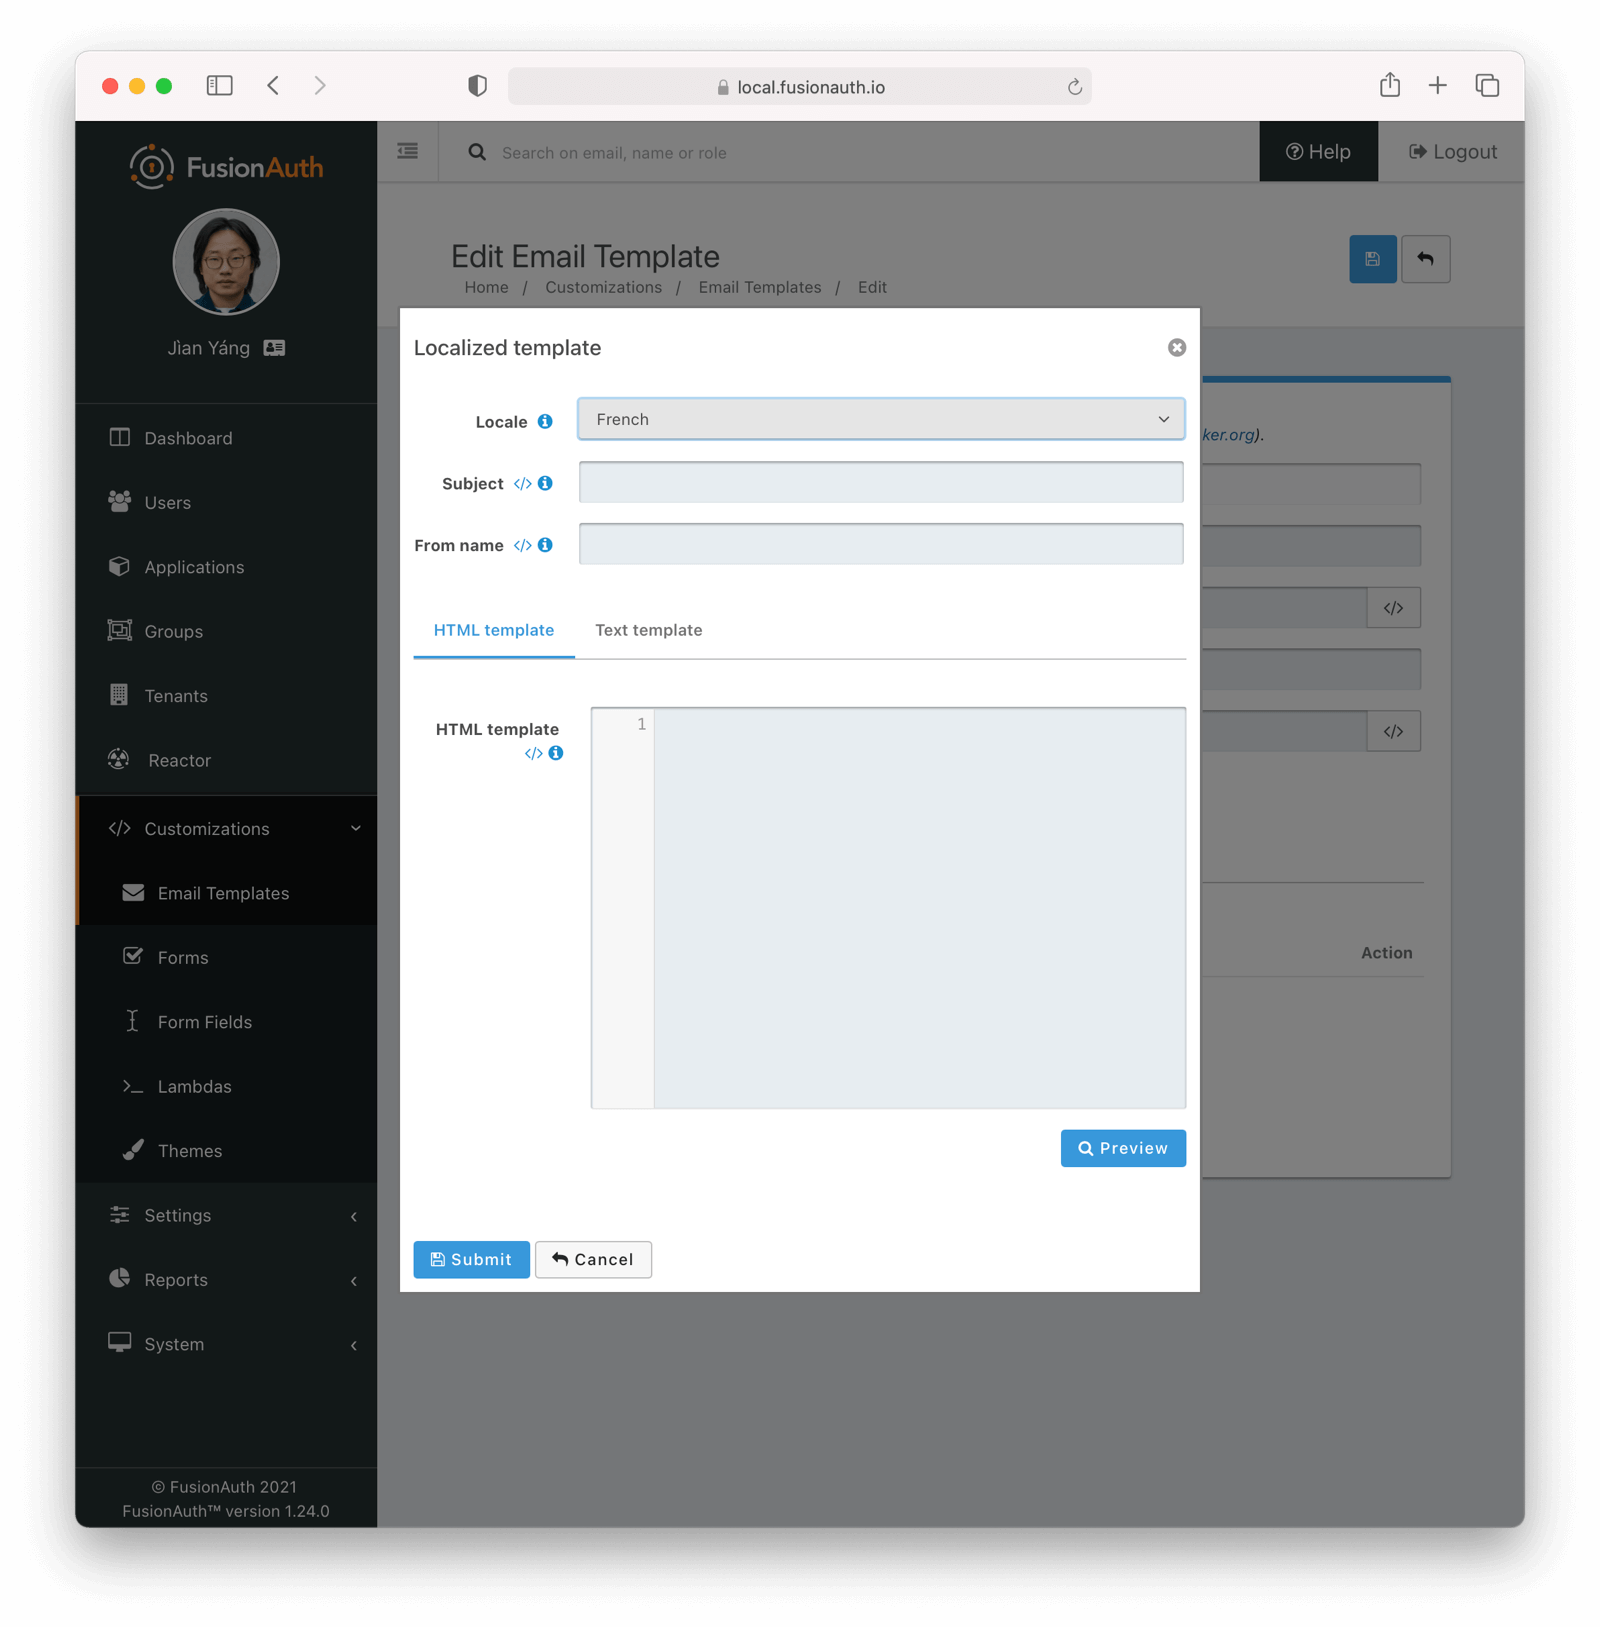 local.fusionauth.io
FusionAuth
Search on email, name or role
Help
Logout
Jìan Yáng
Edit Email Template
Home / Customizations / Email Templates / Edit
Dashboard
Users
Applications
Groups
Tenants
Reactor
</> Customizations
Email Templates
Forms
Form Fields
>_ Lambdas
Themes
Settings
Reports
System
© FusionAuth 2021
FusionAuth™ version 1.24.0
Localized template
Locale
French
Subject </>
From name </>
HTML template
Text template
HTML template
</>
1
Preview
Submit
Cancel
ker.org).
</>
</>
Action